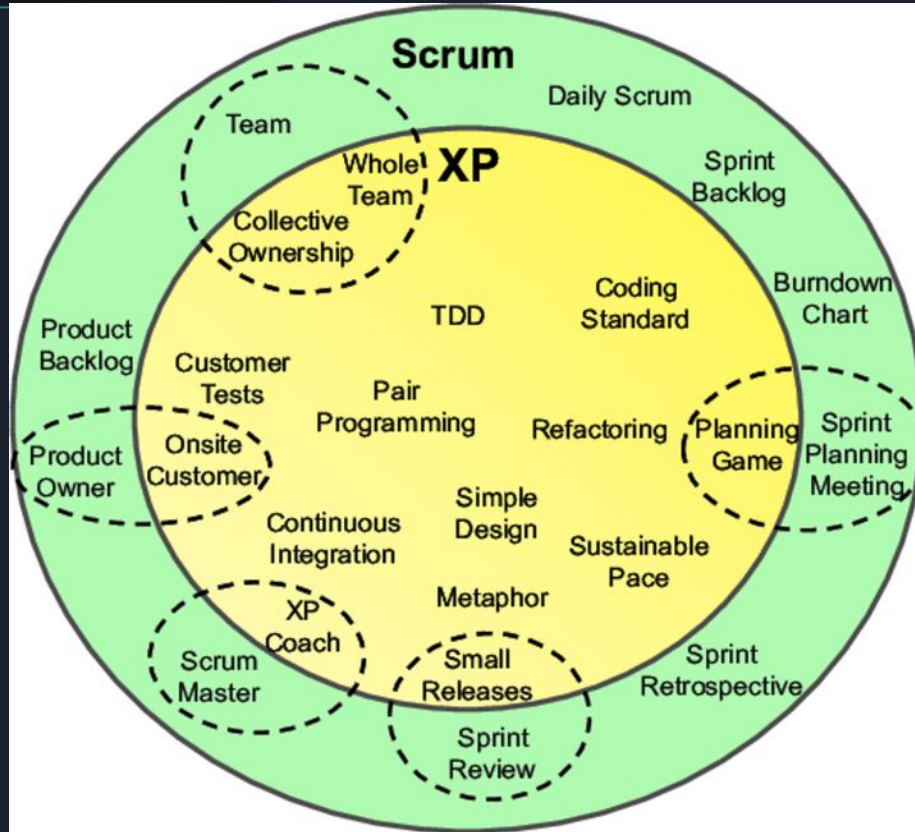 Scrum
Daily Scrum
Team
XP
Whole
Team
Sprint
Backlog
Collective
Ownership
Burndown
Chart
Coding
Standard
TDD
Product
Backlog
Customer
Tests
Pair
Programming
Refactoring
Planning
Game
Sprint
Planning
Meeting
Product
Owner
Onsite
Customer
Simple
Design
Continuous
Integration
Sustainable
Pace
Metaphor
XP
Coach
Scrum
Master
Small
Releases
Sprint
Retrospective
Sprint
Review